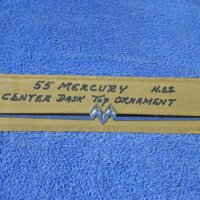 55 MERCURY N.O.S.
CENTER DASH TOP ORNAMENT